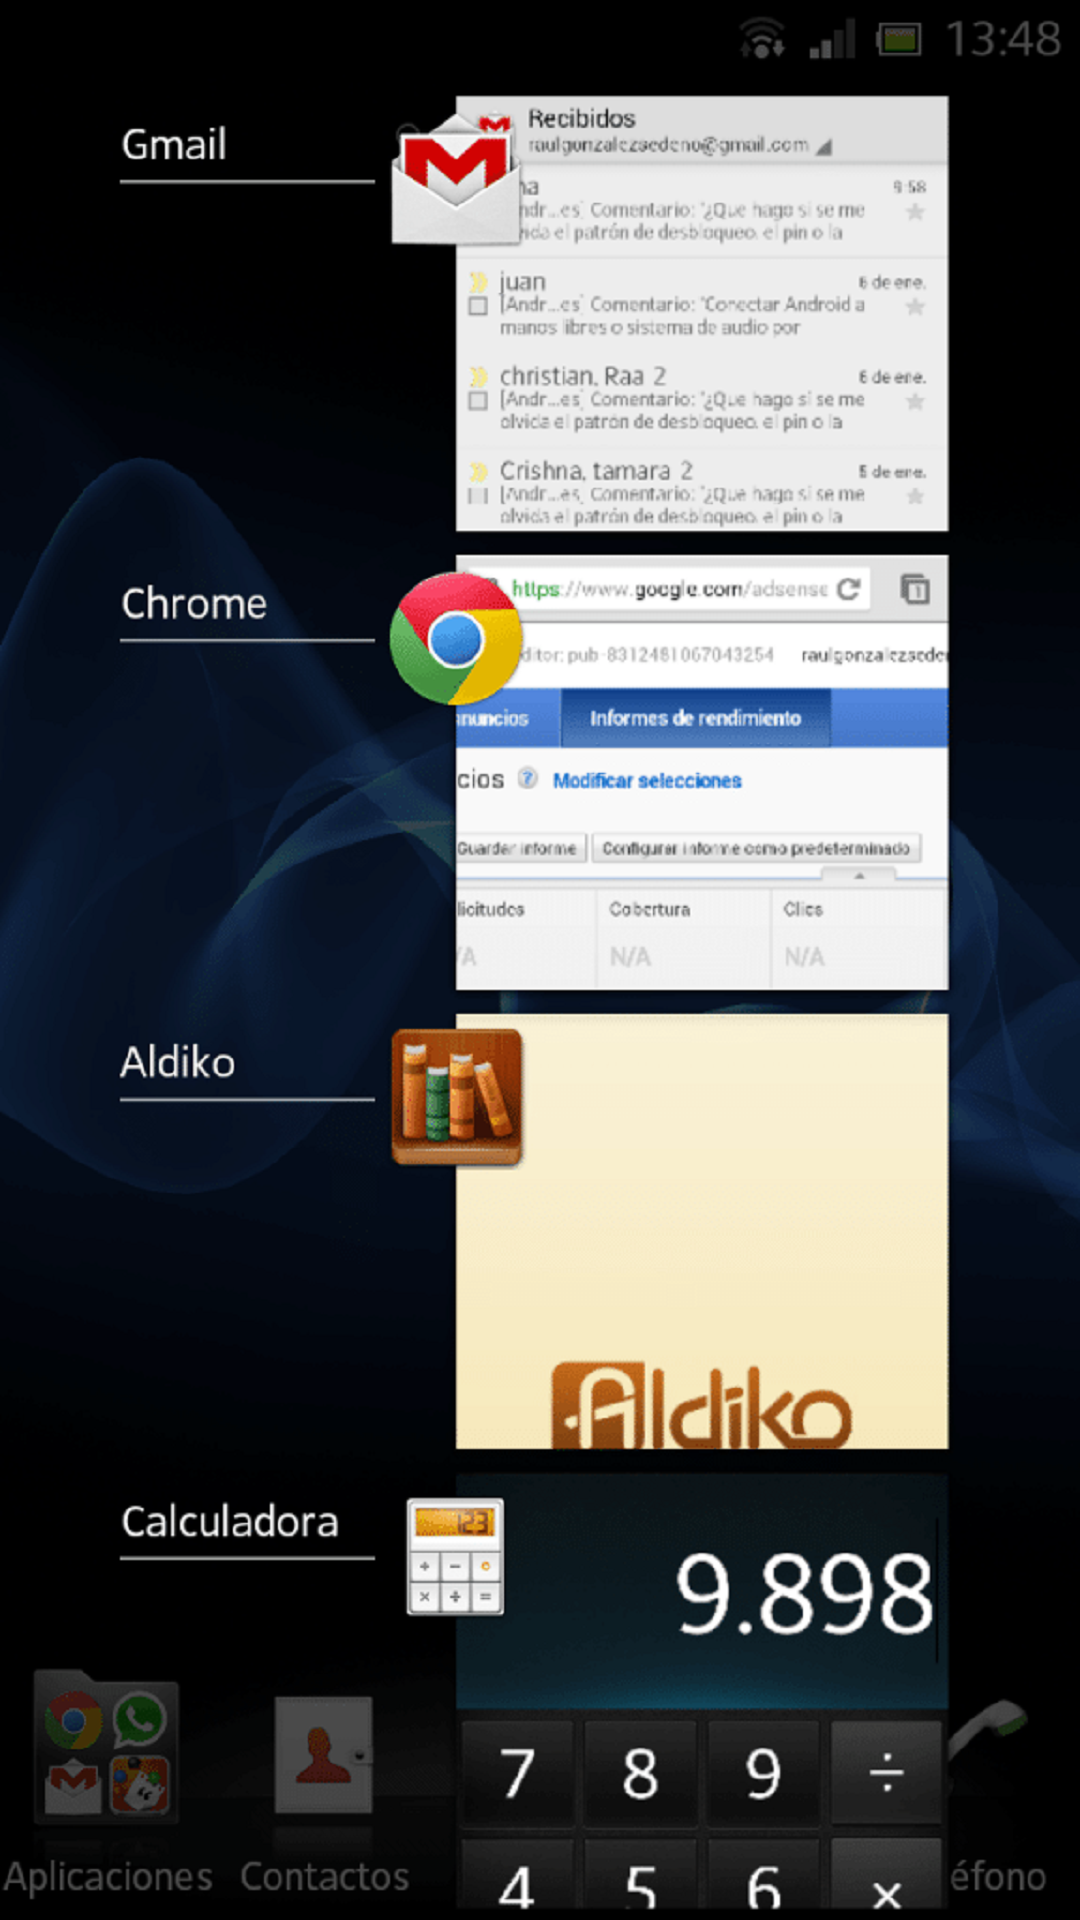 13:48
Gmail
Recibidos
raulgonzalezsedeno@gmail.com
9:58
[Andr...es] Comentario: "¿Que hago si se me
olvida el patrón de desbloqueo, el pin o la
juan
6 de ene.
[Andr...es] Comentario: "Conectar Android a
manos libres o sistema de audio por
christian, Raa 2
6 de ene.
[Andr...es] Comentario: "¿Que hago si se me
olvida el patrón de desbloqueo, el pin o la
Crishna, tamara 2
5 de ene.
[Andr...es] Comentario: "¿Que hago si se me
olvida el patrón de desbloqueo, el pin o la
Chrome
https://www.google.com/adsense
1
ditor: pub-8312481067043254 raulgonzalezseden
nuncios Informes de rendimiento
cios ? Modificar selecciones
Guardar informe Configurar informe como predeterminado
licitudes Cobertura Clics
/A N/A N/A
Aldiko
Aldiko
Calculadora
123
9.898
7 8 9 ÷
4 5 6 ×
Aplicaciones Contactos éfono